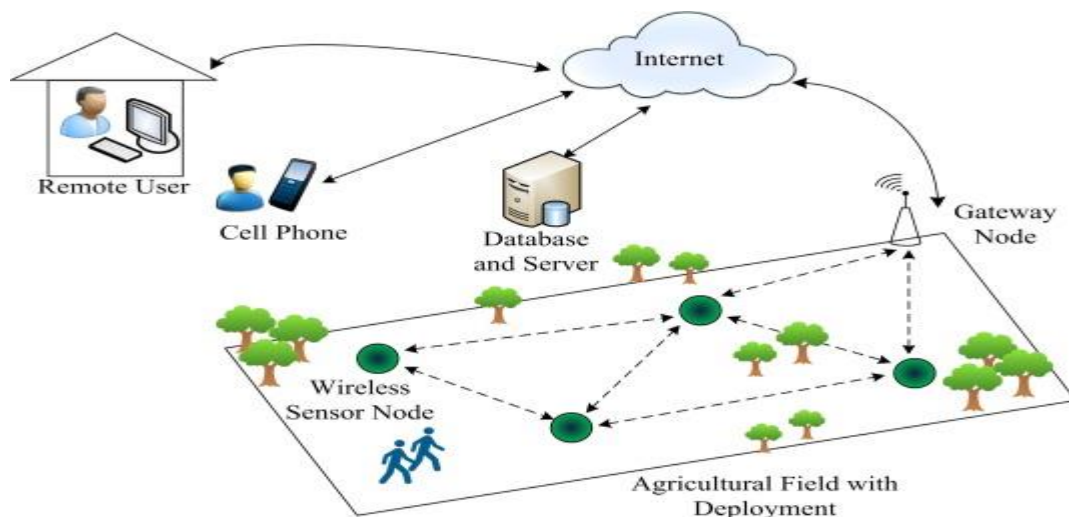 Internet
Remote User
Cell Phone
Database
and Server
Gateway
Node
Wireless
Sensor Node
Agricultural Field with
Deployment